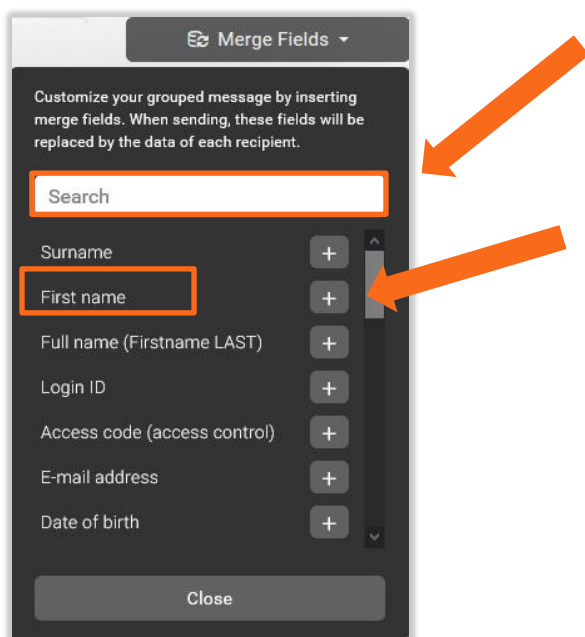 Merge Fields
Customize your grouped message by inserting
merge fields. When sending, these fields will be
replaced by the data of each recipient.
Search
Surname
First name
Full name (Firstname LAST)
Login ID
Access code (access control)
E-mail address
Date of birth
Close